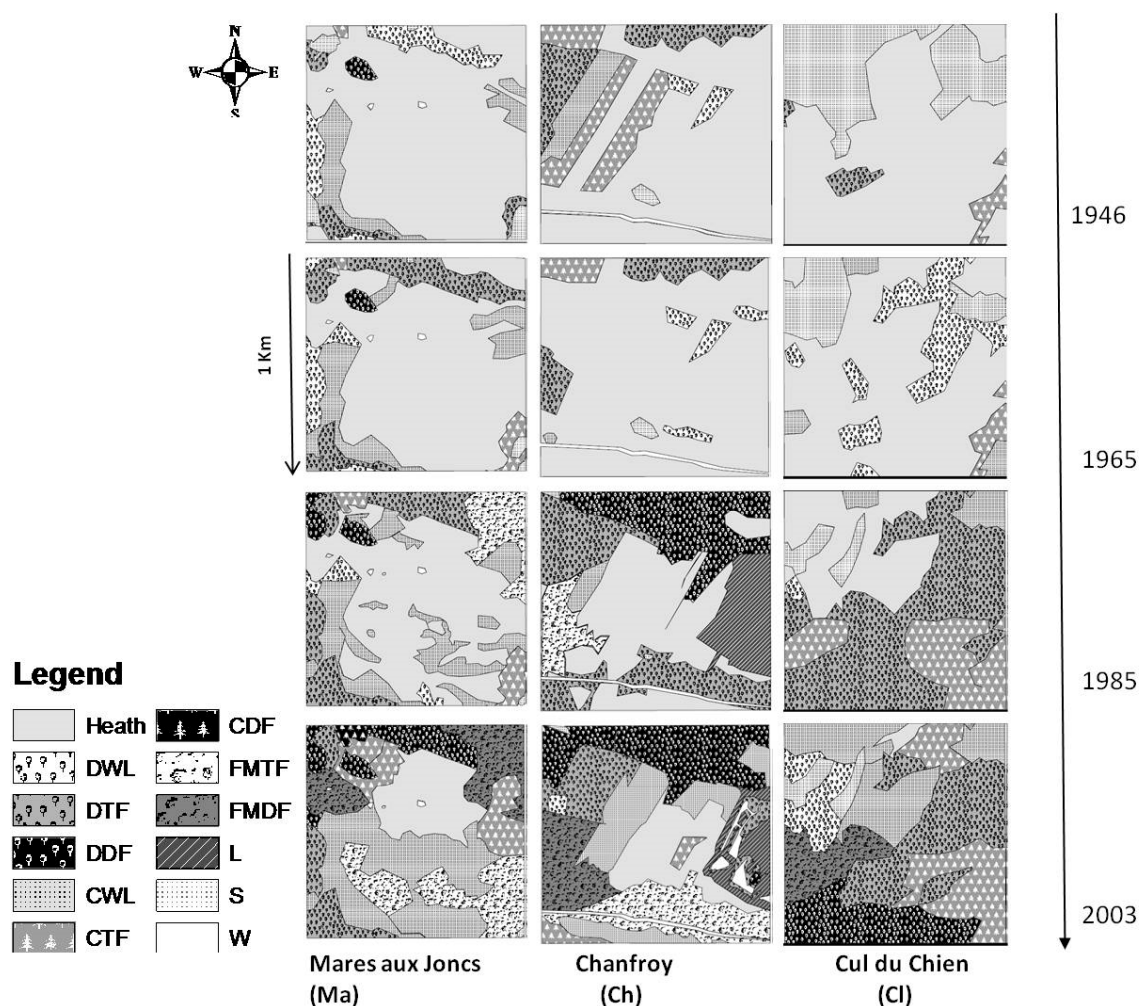 N
W E
S
1946
1 Km
1965
1985
2003
Legend
Heath
DWL
DTF
DDF
CWL
CTF
CDF
FMTF
FMDF
L
S
W
Mares aux Joncs
(Ma)
Chanfroy
(Ch)
Cul du Chien
(Cl)